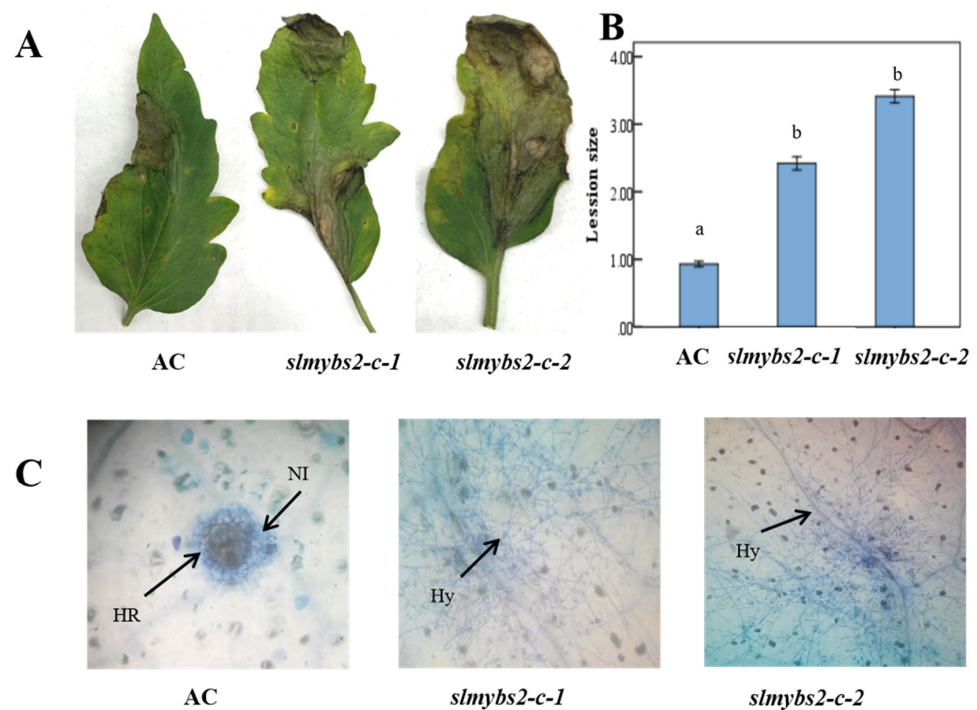 A
AC
slmybs2-c-1
slmybs2-c-2
B
Lession size
4.00
3.00
2.00
1.00
.00
a
b
b
AC
slmybs2-c-1
slmybs2-c-2
C
NI
HR
AC
Hy
slmybs2-c-1
Hy
slmybs2-c-2